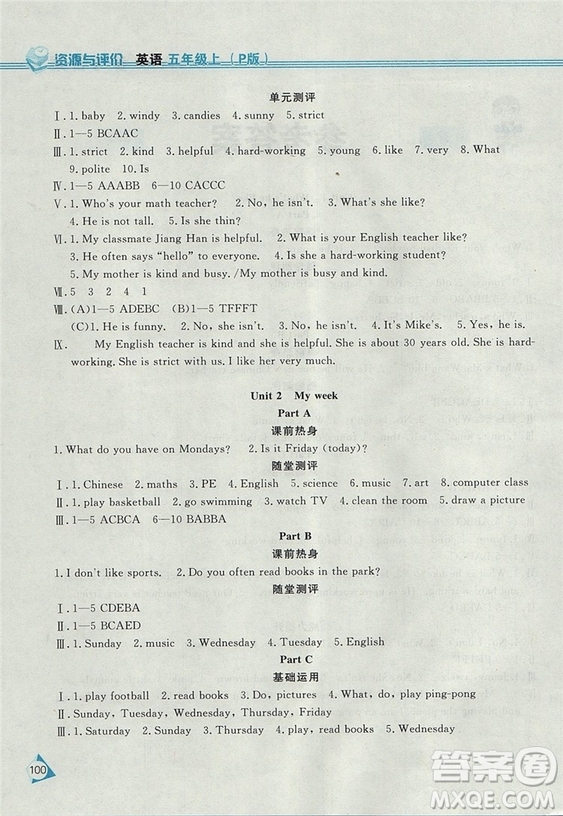 资源与评价 英语 五年级上（P版）
单元测评
Ⅰ. 1. baby 2. windy 3. candies 4. sunny 5. strict
Ⅱ. 1—5 BCAAC
Ⅲ. 1. strict 2. kind 3. helpful 4. hard-working 5. young 6. like 7. very 8. What
9. polite 10. Is
Ⅳ. 1—5 AAABB 6—10 CACCC
Ⅴ. 1. Who's your math teacher? 2. No, he isn't. 3. What's she like?
4. He is not tall. 5. Is she thin?
Ⅵ. 1. My classmate Jiang Han is helpful. 2. What is your English teacher like?
3. He often says "hello" to everyone. 4. Is she a hard-working student?
5. My mother is kind and busy. /My mother is busy and kind.
Ⅶ. 5 3 2 4 1
Ⅷ. (A)1—5 ADEBC (B)1—5 TFFFT
(C)1. He is funny. 2. No, he isn't. 3. Yes, he is. 4. It's Mike's. 5. Yes, he is.
Ⅸ. My English teacher is kind and helpful. She is about 30 years old. She is hard-
working. She is strict with us. I like her very much.
Unit 2 My week
Part A
课前热身
1. What do you have on Mondays? 2. Is it Friday (today)?
随堂测评
Ⅰ. 1. Chinese 2. maths 3. PE 4. English 5. science 6. music 7. art 8. computer class
Ⅱ. 1. play basketball 2. go swimming 3. watch TV 4. clean the room 5. draw a picture
Ⅲ. 1—5 ACBCA 6—10 BABBA
Part B
课前热身
1. I don't like sports. 2. Do you often read books in the park?
随堂测评
Ⅰ. 1—5 CDEBA
Ⅱ. 1—5 BCAED
Ⅲ. 1. Sunday 2. music 3. Wednesday 4. Tuesday 5. English
Part C
基础运用
Ⅰ. 1. play football 2. read books 3. Do, pictures 4. What, play ping-pong
Ⅱ. Sunday, Tuesday, Wednesday, Thursday, Friday
Ⅲ. 1. Saturday 2. Sunday 3. Monday 4. play, read books 5. Wednesday
100
答案圈
MXQE.COM